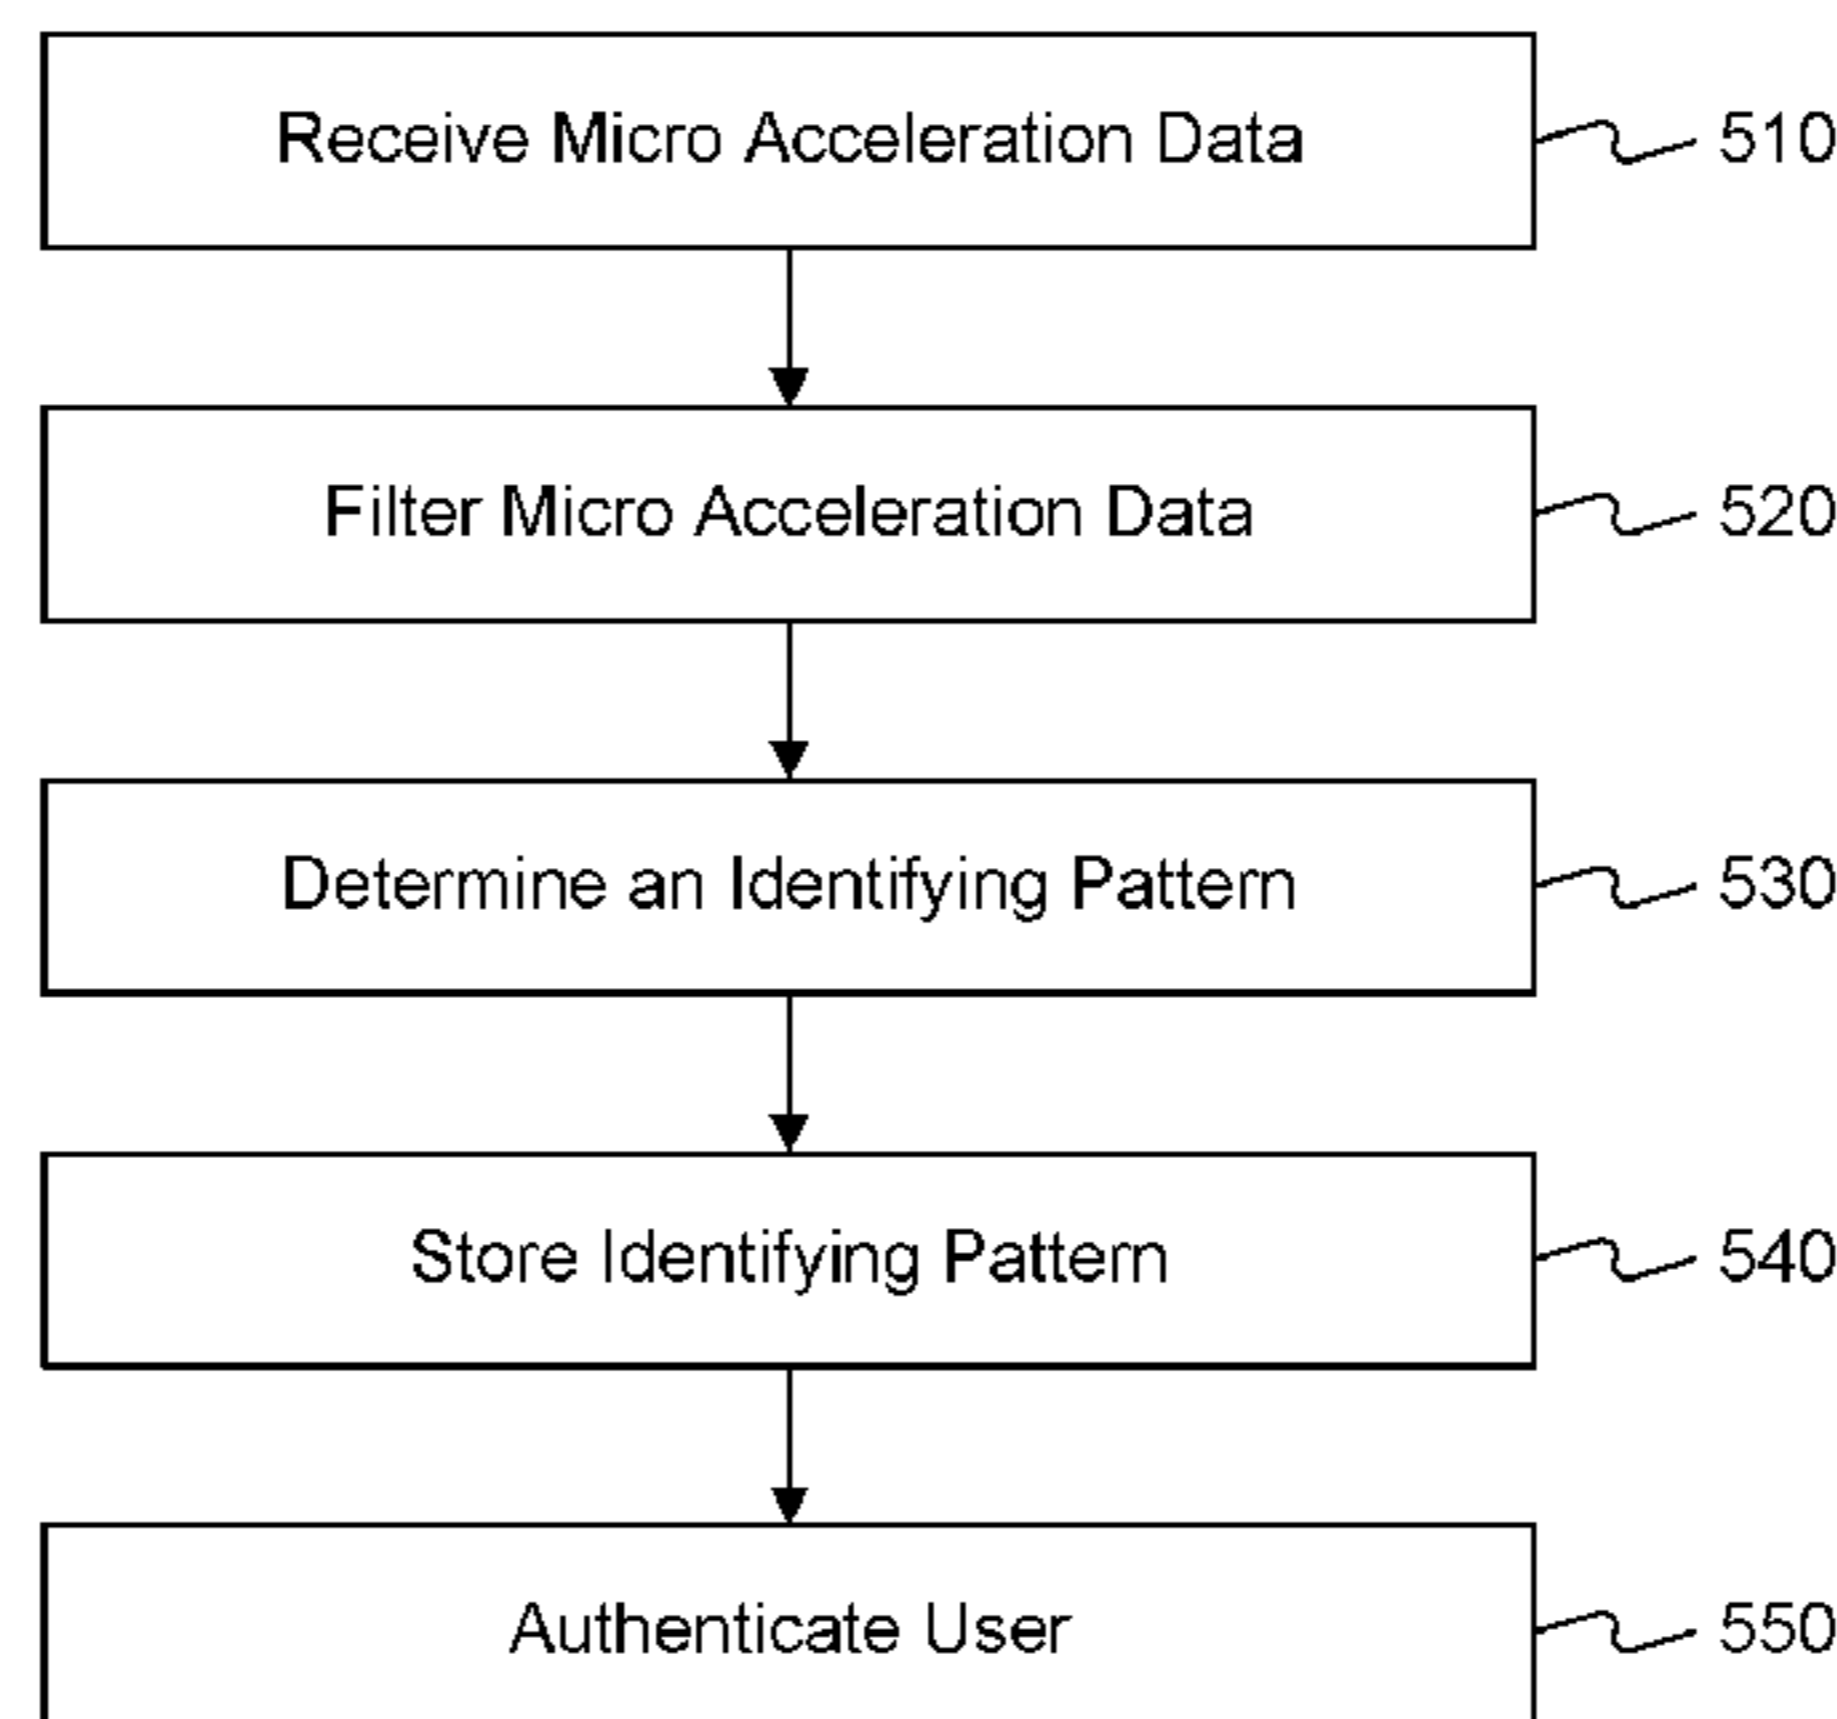 Receive Micro Acceleration Data 510
Filter Micro Acceleration Data 520
Determine an Identifying Pattern 530
Store Identifying Pattern 540
Authenticate User 550